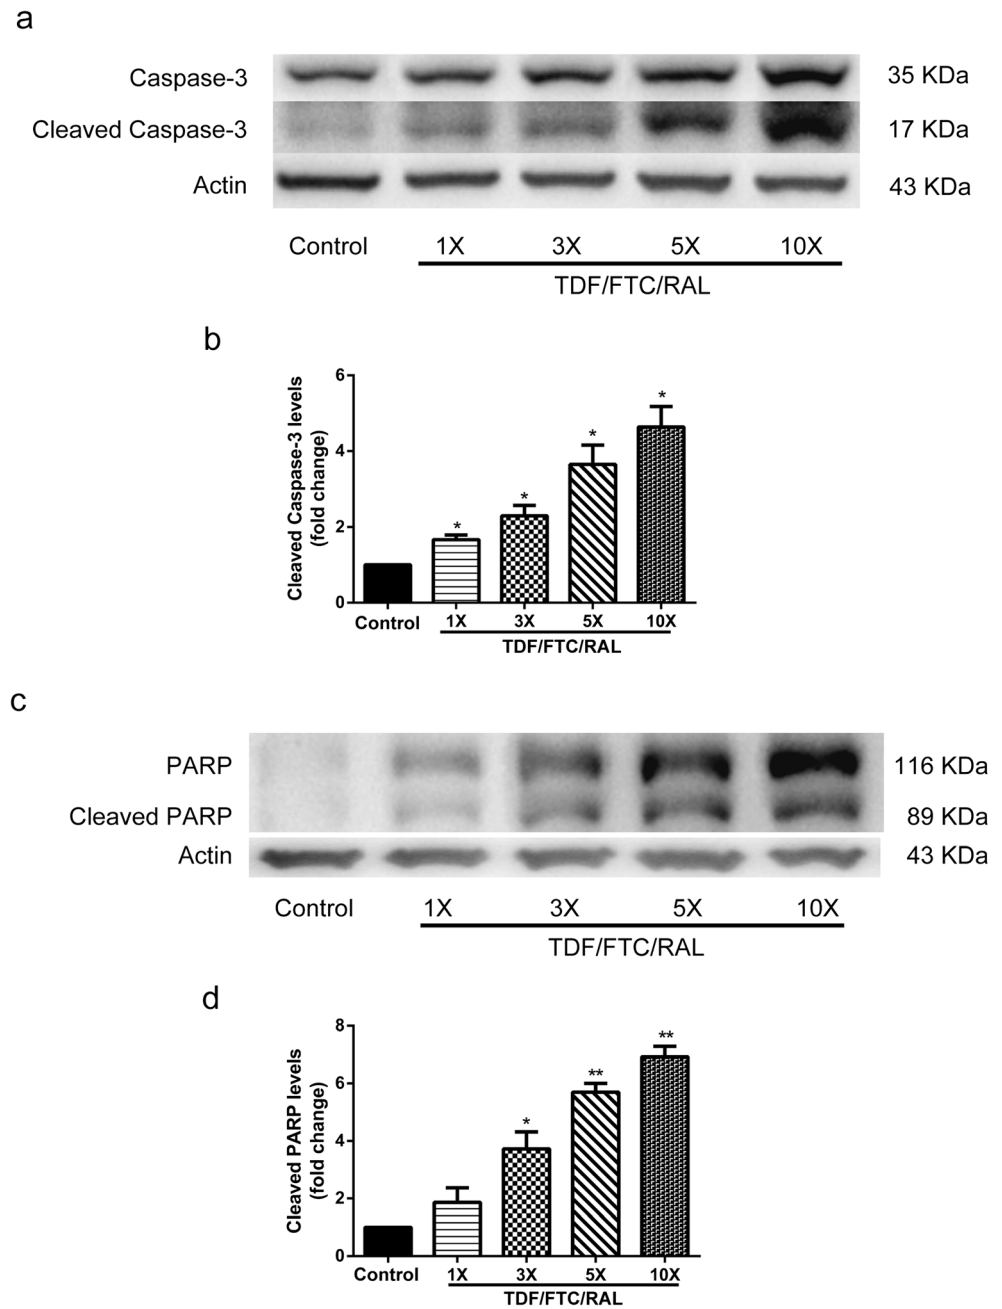 a
Caspase-3 35 KDa
Cleaved Caspase-3 17 KDa
Actin 43 KDa
Control 1X 3X 5X 10X
TDF/FTC/RAL
b
Cleaved Caspase-3 levels
(fold change)
6
4
2
0
* * * *
Control 1X 3X 5X 10X
TDF/FTC/RAL
c
PARP 116 KDa
Cleaved PARP 89 KDa
Actin 43 KDa
Control 1X 3X 5X 10X
TDF/FTC/RAL
d
Cleaved PARP levels
(fold change)
8
6
4
2
0
* ** **
Control 1X 3X 5X 10X
TDF/FTC/RAL